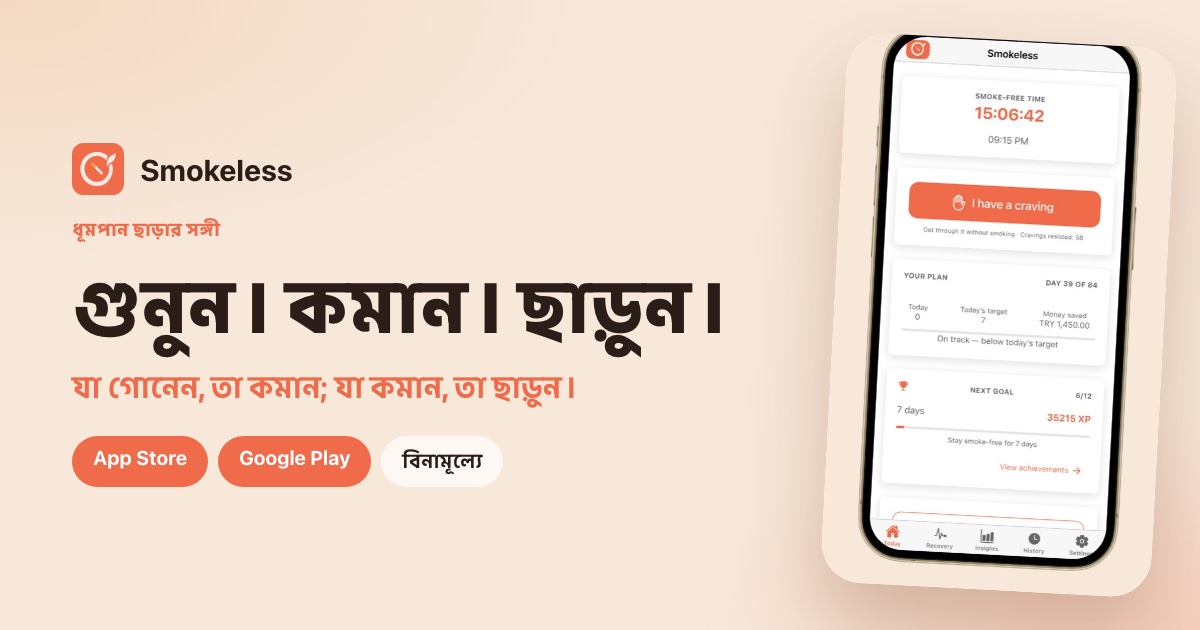 Smokeless
ধূমপান ছাড়ার সঙ্গী
গুনুন। কমান। ছাড়ুন।
যা গোনেন, তা কমান; যা কমান, তা ছাড়ুন।
App Store Google Play বিনামূল্যে
Smokeless
SMOKE-FREE TIME
15:06:42
09:15 PM
I have a craving
Get through it without smoking · Cravings resisted: 58
YOUR PLAN DAY 39 OF 84
Today Today's target Money saved
0 7 TRY 1,450.00
On track — below today's target
NEXT GOAL 6/12
7 days 35215 XP
Stay smoke-free for 7 days
View achievements →
Today Recovery Insights History Settings